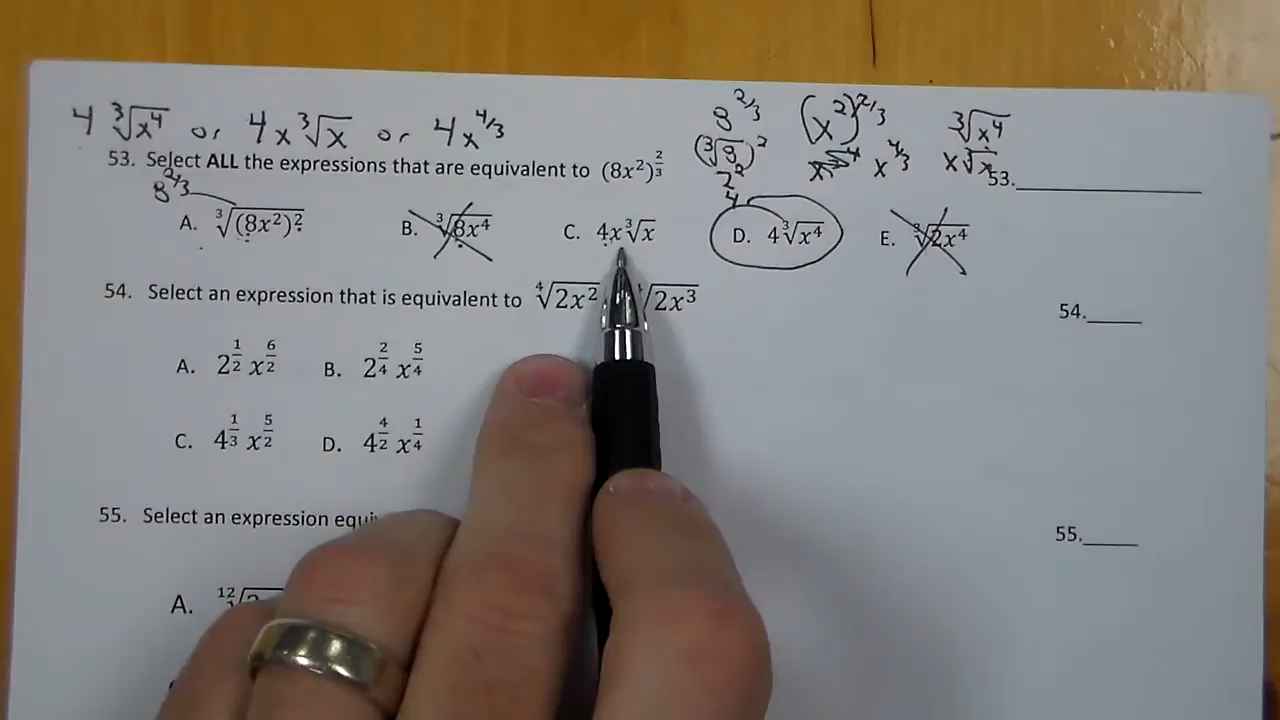 4 ∛x⁴ or 4x ∛x or 4x^4/3
8^2/3 (x²)^2/3 ∛x⁴
(∛8)² x^4/3 x∛x
2²
4
53. Select ALL the expressions that are equivalent to (8x²)^2/3 53.
8^2/3
A. ∛(8x²)² B. ∛8x⁴ C. 4x∛x D. 4∛x⁴ E. ∛2x⁴
54. Select an expression that is equivalent to ∜2x² √2x³ 54.
A. 2^1/2 x^6/2 B. 2^2/4 x^5/4
C. 4^1/3 x^5/2 D. 4^4/2 x^1/4
55. Select an expression 55.
A. 12√